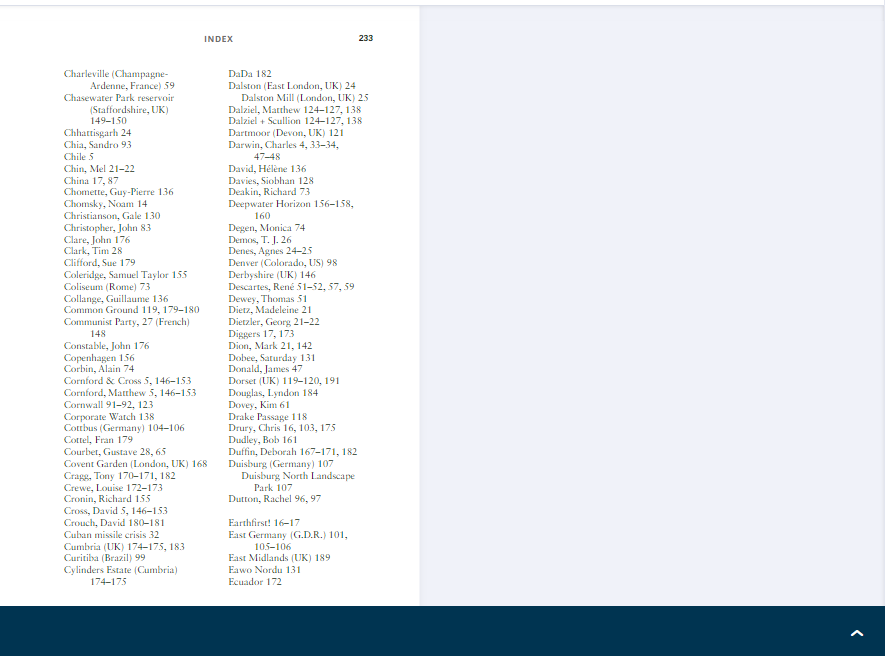 INDEX 233
Charleville (Champagne-
Ardenne, France) 59
Chasewater Park reservoir
(Staffordshire, UK)
149–150
Chhattisgarh 24
Chia, Sandro 93
Chile 5
Chin, Mel 21–22
China 17, 87
Chomette, Guy-Pierre 136
Chomsky, Noam 14
Christianson, Gale 130
Christopher, John 83
Clare, John 176
Clark, Tim 28
Clifford, Sue 179
Coleridge, Samuel Taylor 155
Coliseum (Rome) 73
Collange, Guillaume 136
Common Ground 119, 179–180
Communist Party, 27 (French)
148
Constable, John 176
Copenhagen 156
Corbin, Alain 74
Cornford & Cross 5, 146–153
Cornford, Matthew 5, 146–153
Cornwall 91–92, 123
Corporate Watch 138
Cottbus (Germany) 104–106
Cottel, Fran 179
Courbet, Gustave 28, 65
Covent Garden (London, UK) 168
Cragg, Tony 170–171, 182
Crewe, Louise 172–173
Cronin, Richard 155
Cross, David 5, 146–153
Crouch, David 180–181
Cuban missile crisis 32
Cumbria (UK) 174–175, 183
Curitiba (Brazil) 99
Cylinders Estate (Cumbria)
174–175
DaDa 182
Dalston (East London, UK) 24
Dalston Mill (London, UK) 25
Dalziel, Matthew 124–127, 138
Dalziel + Scullion 124–127, 138
Dartmoor (Devon, UK) 121
Darwin, Charles 4, 33–34,
47–48
David, Hélène 136
Davies, Siobhan 128
Deakin, Richard 73
Deepwater Horizon 156–158,
160
Degen, Monica 74
Demos, T. J. 26
Denes, Agnes 24–25
Denver (Colorado, US) 98
Derbyshire (UK) 146
Descartes, René 51–52, 57, 59
Dewey, Thomas 51
Dietz, Madeleine 21
Dietzler, Georg 21–22
Diggers 17, 173
Dion, Mark 21, 142
Dobee, Saturday 131
Donald, James 47
Dorset (UK) 119–120, 191
Douglas, Lyndon 184
Dovey, Kim 61
Drake Passage 118
Drury, Chris 16, 103, 175
Dudley, Bob 161
Duffin, Deborah 167–171, 182
Duisburg (Germany) 107
Duisburg North Landscape
Park 107
Dutton, Rachel 96, 97
Earthfirst! 16–17
East Germany (G.D.R.) 101,
105–106
East Midlands (UK) 189
Eawo Nordu 131
Ecuador 172